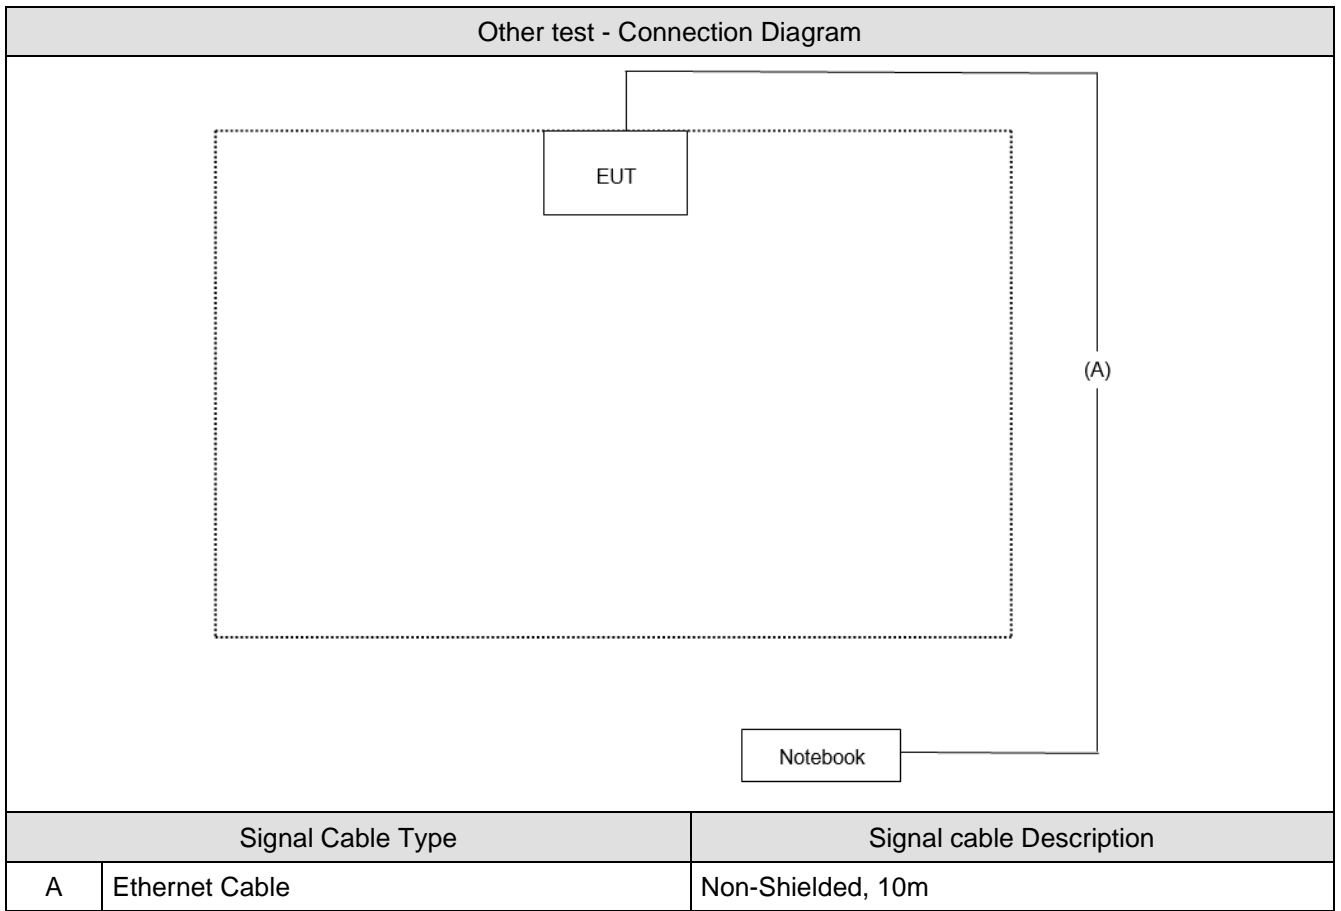 Other test - Connection Diagram
EUT
(A)
Notebook
Signal Cable Type Signal cable Description
A Ethernet Cable Non-Shielded, 10m